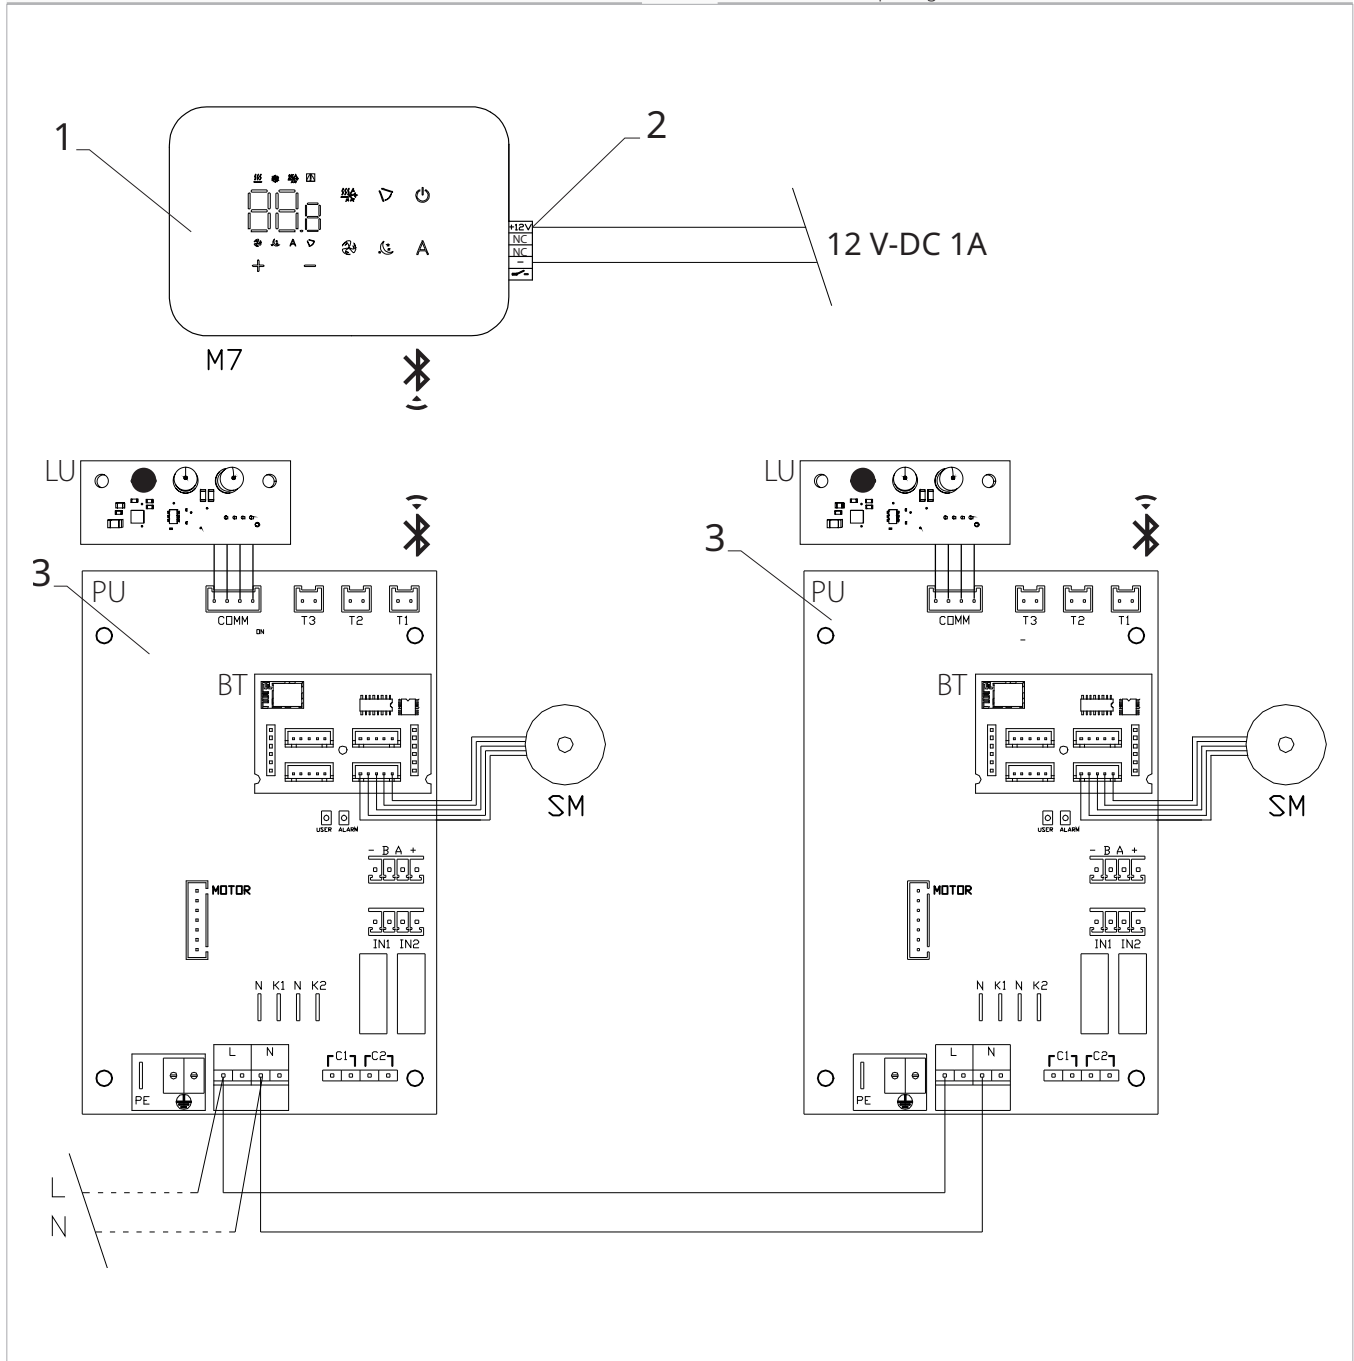 1
2
A
+12V
NC
NC
-
12 V-DC 1A
M7
LU
LU
3
3
PU
COMM
T3
T2
T1
ON
PU
COMM
T3
T2
T1
BT
BT
SM
SM
USER
ALARM
USER
ALARM
- B A +
- B A +
MOTOR
MOTOR
IN1 IN2
IN1 IN2
N K1 N K2
N K1 N K2
L N
C1 C2
L N
C1 C2
PE
PE
L
N